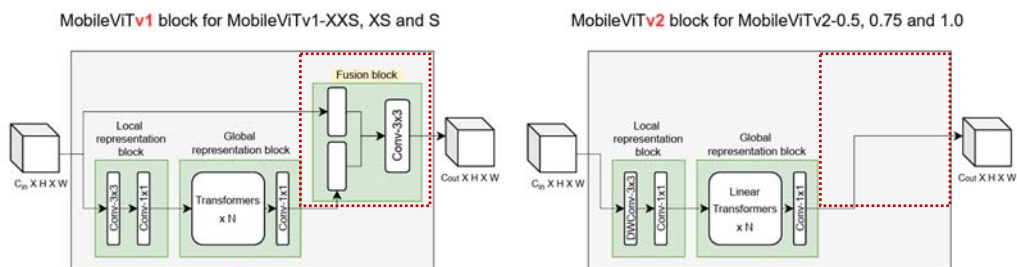 MobileViTv1 block for MobileViTv1-XXS, XS and S
Fusion block
Local
representation
block
Global
representation block
Conv-3x3
Conv-1x1
Transformers
x N
Conv-1x1
Conv-3x3
Cin X H X W
Cout X H X W
MobileViTv2 block for MobileViTv2-0.5, 0.75 and 1.0
Local
representation
block
Global
representation block
DWConv-3x3
Conv-1x1
Linear
Transformers
x N
Conv-1x1
Cin X H X W
Cout X H X W